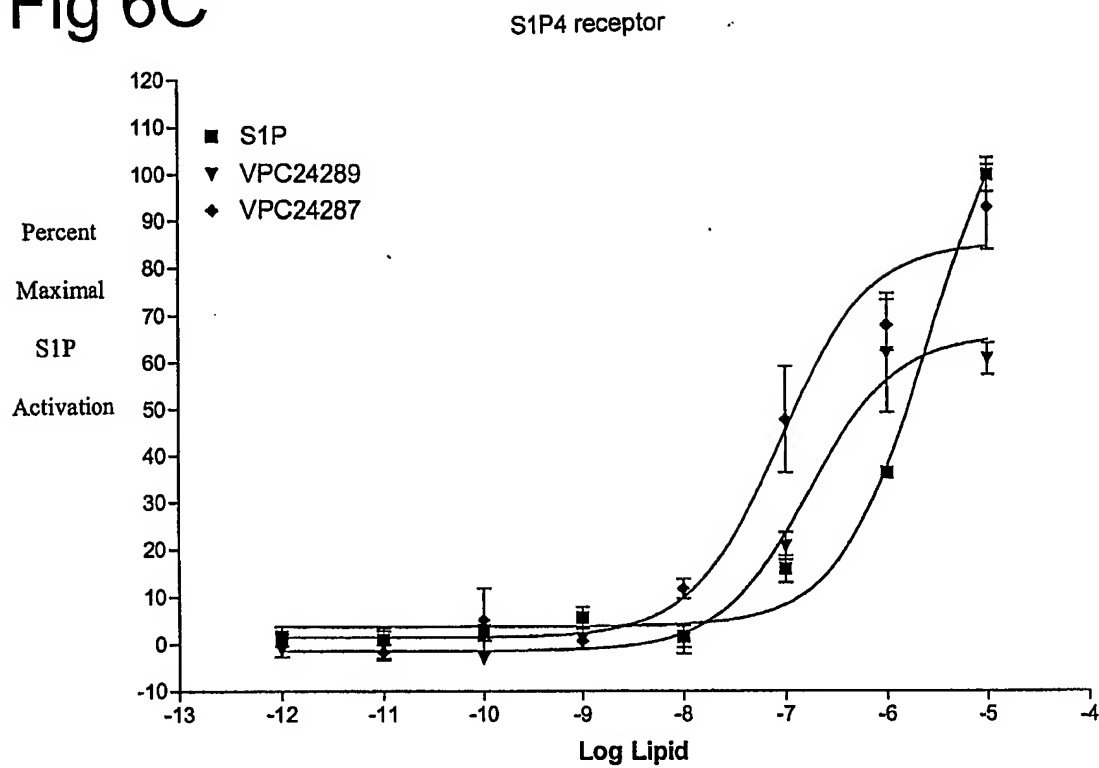 Fig 6C
S1P4 receptor
120
110
100
90
80
70
60
50
40
30
20
10
0
-10
S1P
VPC24289
VPC24287
Percent
Maximal
S1P
Activation
-13 -12 -11 -10 -9 -8 -7 -6 -5 -4
Log Lipid